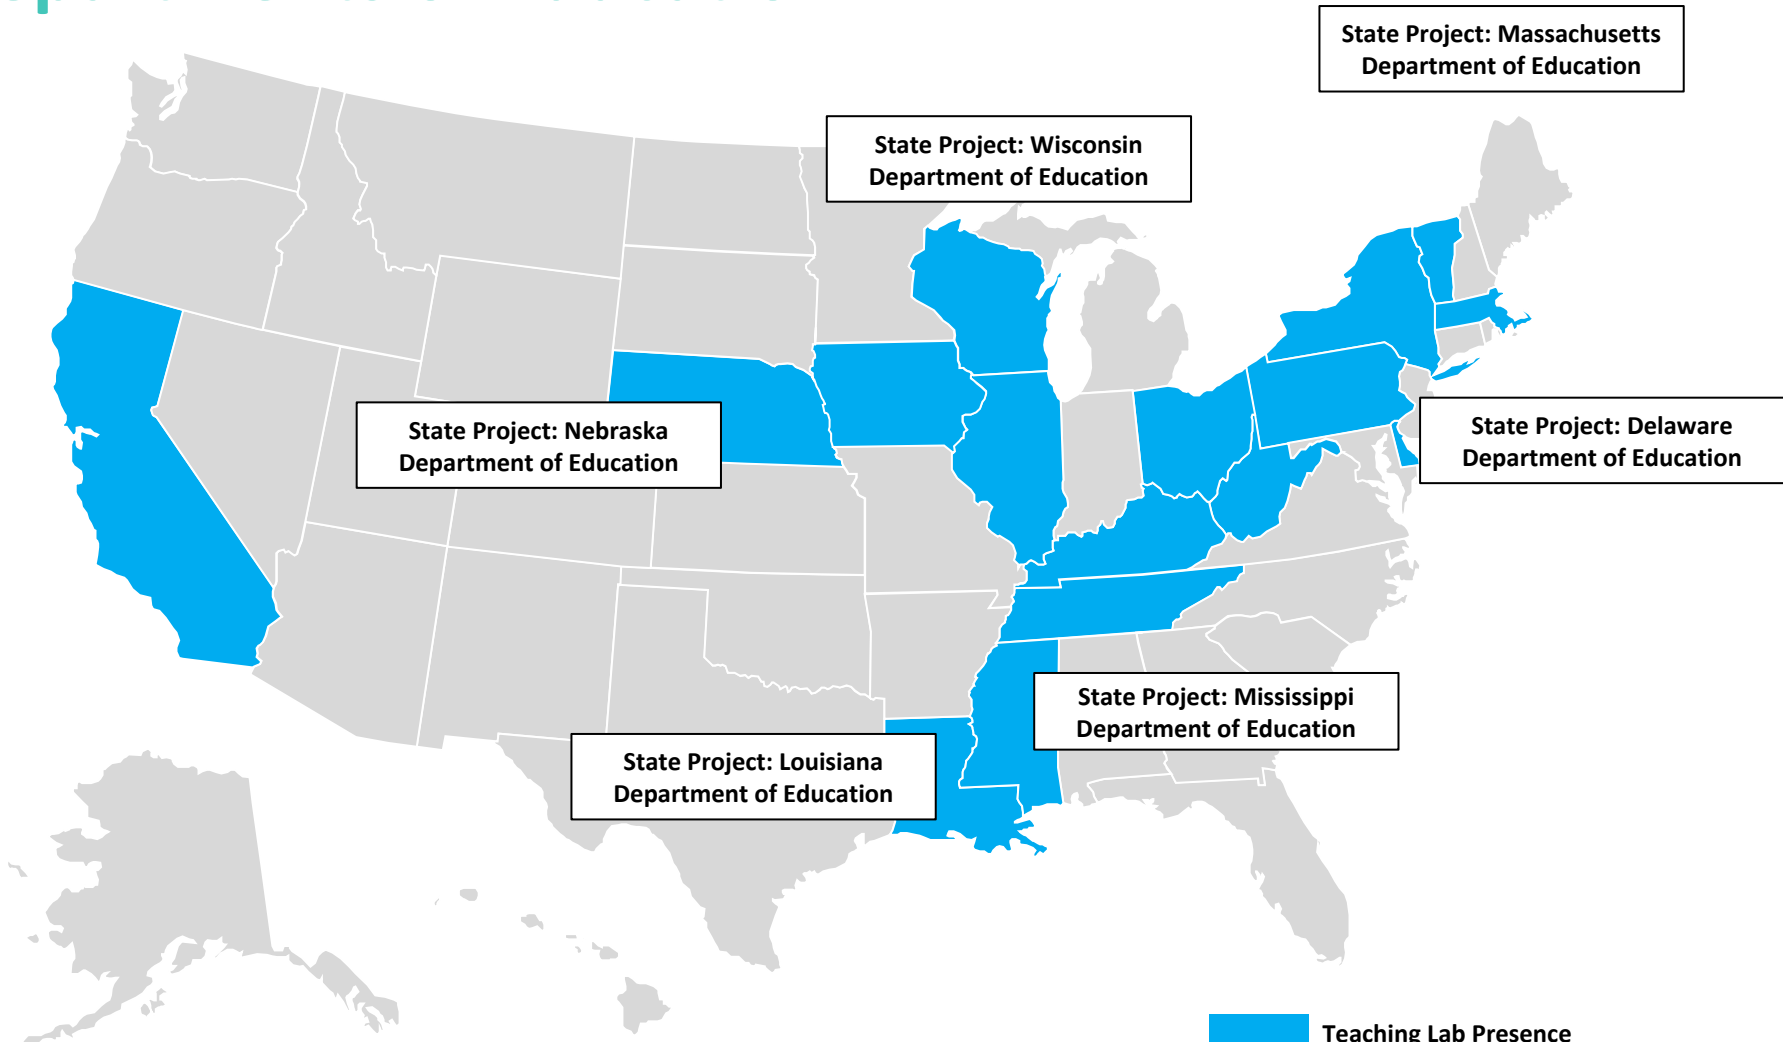 State Project: Massachusetts
Department of Education
State Project: Wisconsin
Department of Education
State Project: Nebraska
Department of Education
State Project: Delaware
Department of Education
State Project: Mississippi
Department of Education
State Project: Louisiana
Department of Education
Teaching Lab Presence